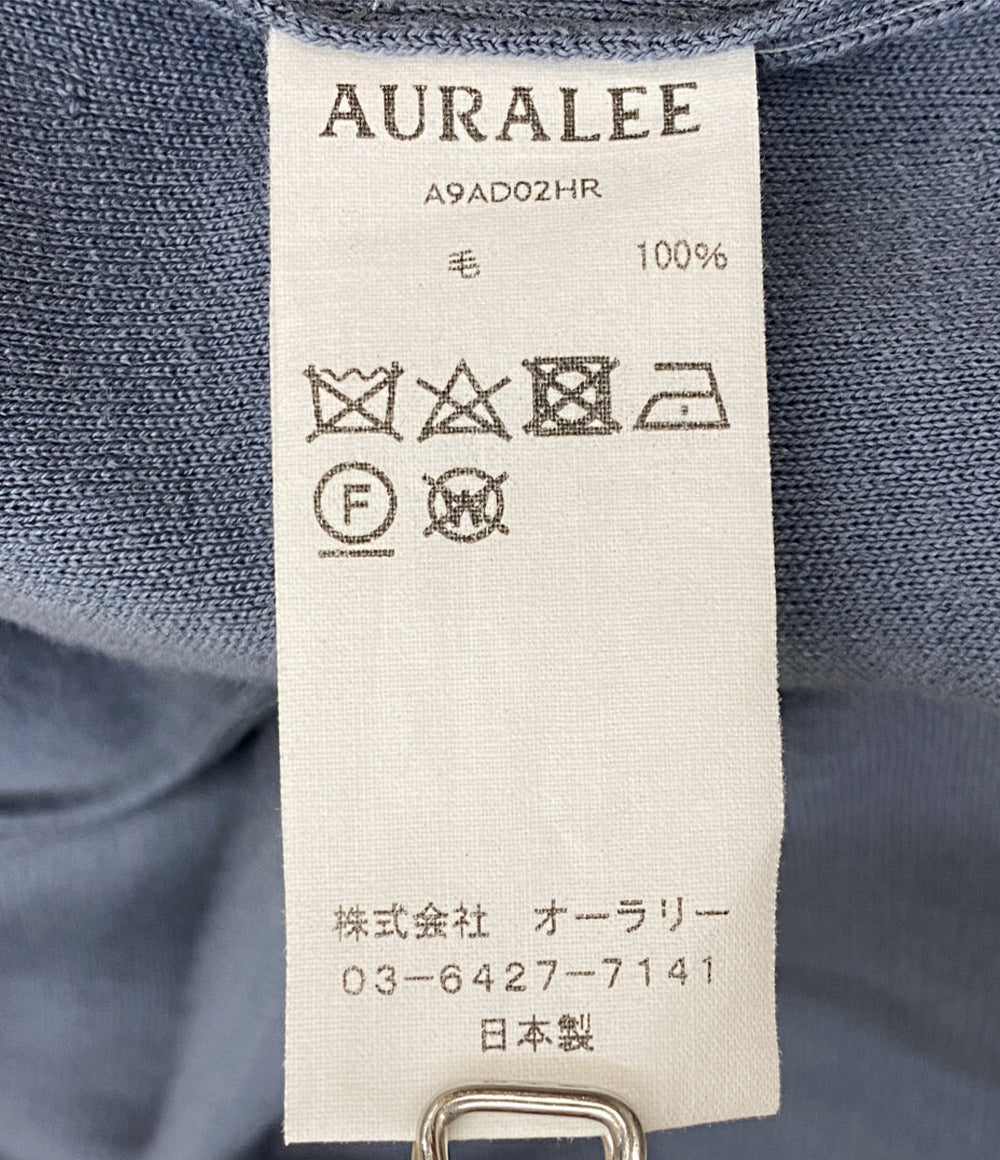 AURALEE
A9AD02HR
毛 100%
F
W
株式会社 オーラリー
03-6427-7141
日本製